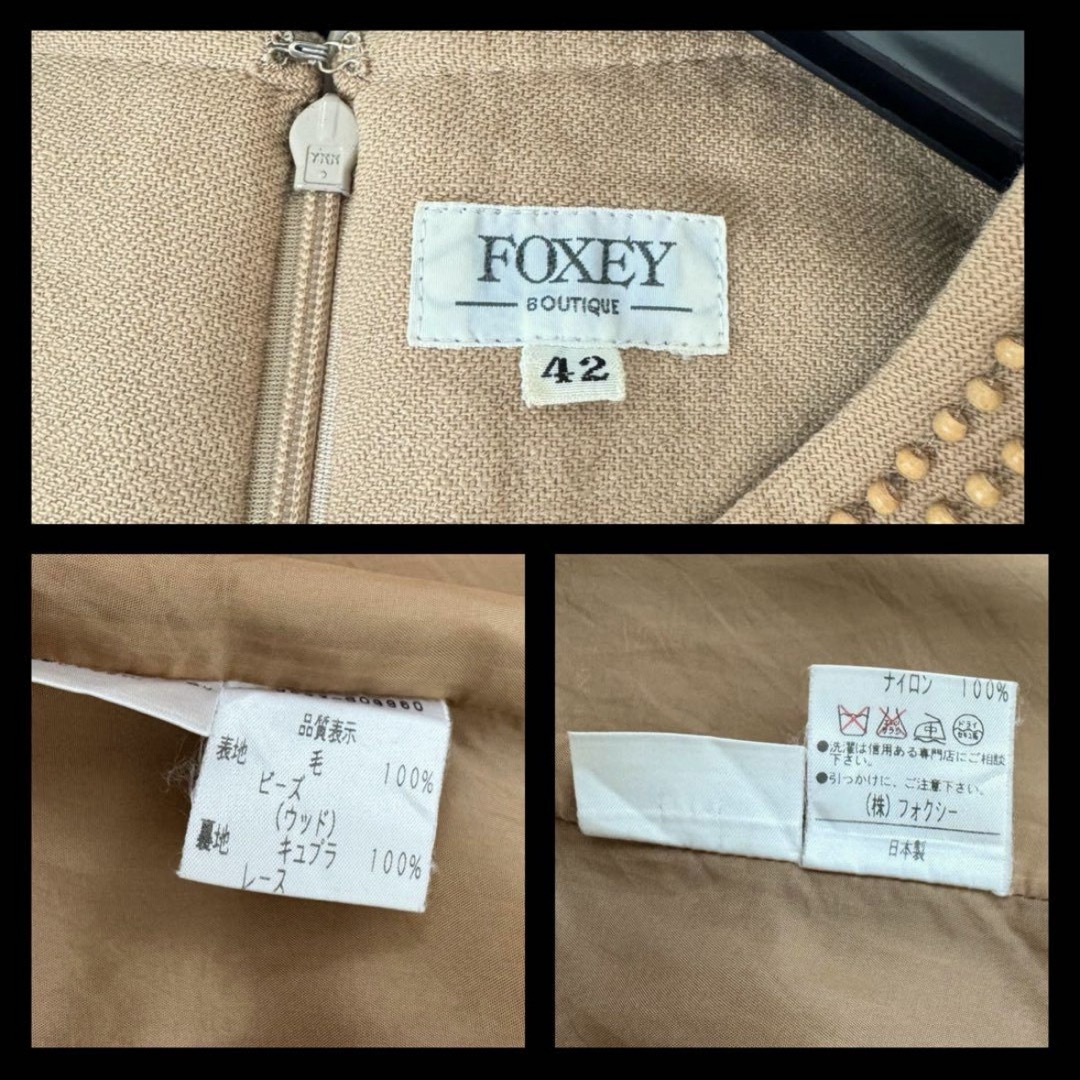 YKK
FOXEY
BOUTIQUE
42
品質表示
表地 毛 100%
ビーズ
(ウッド)
裏地 キュプラ 100%
レース
ナイロン 100%
中
ドライ
●洗濯は信用ある専門店にご相談
下さい。
●引っかけに、ご注意下さい。
(株)フォクシー
日本製